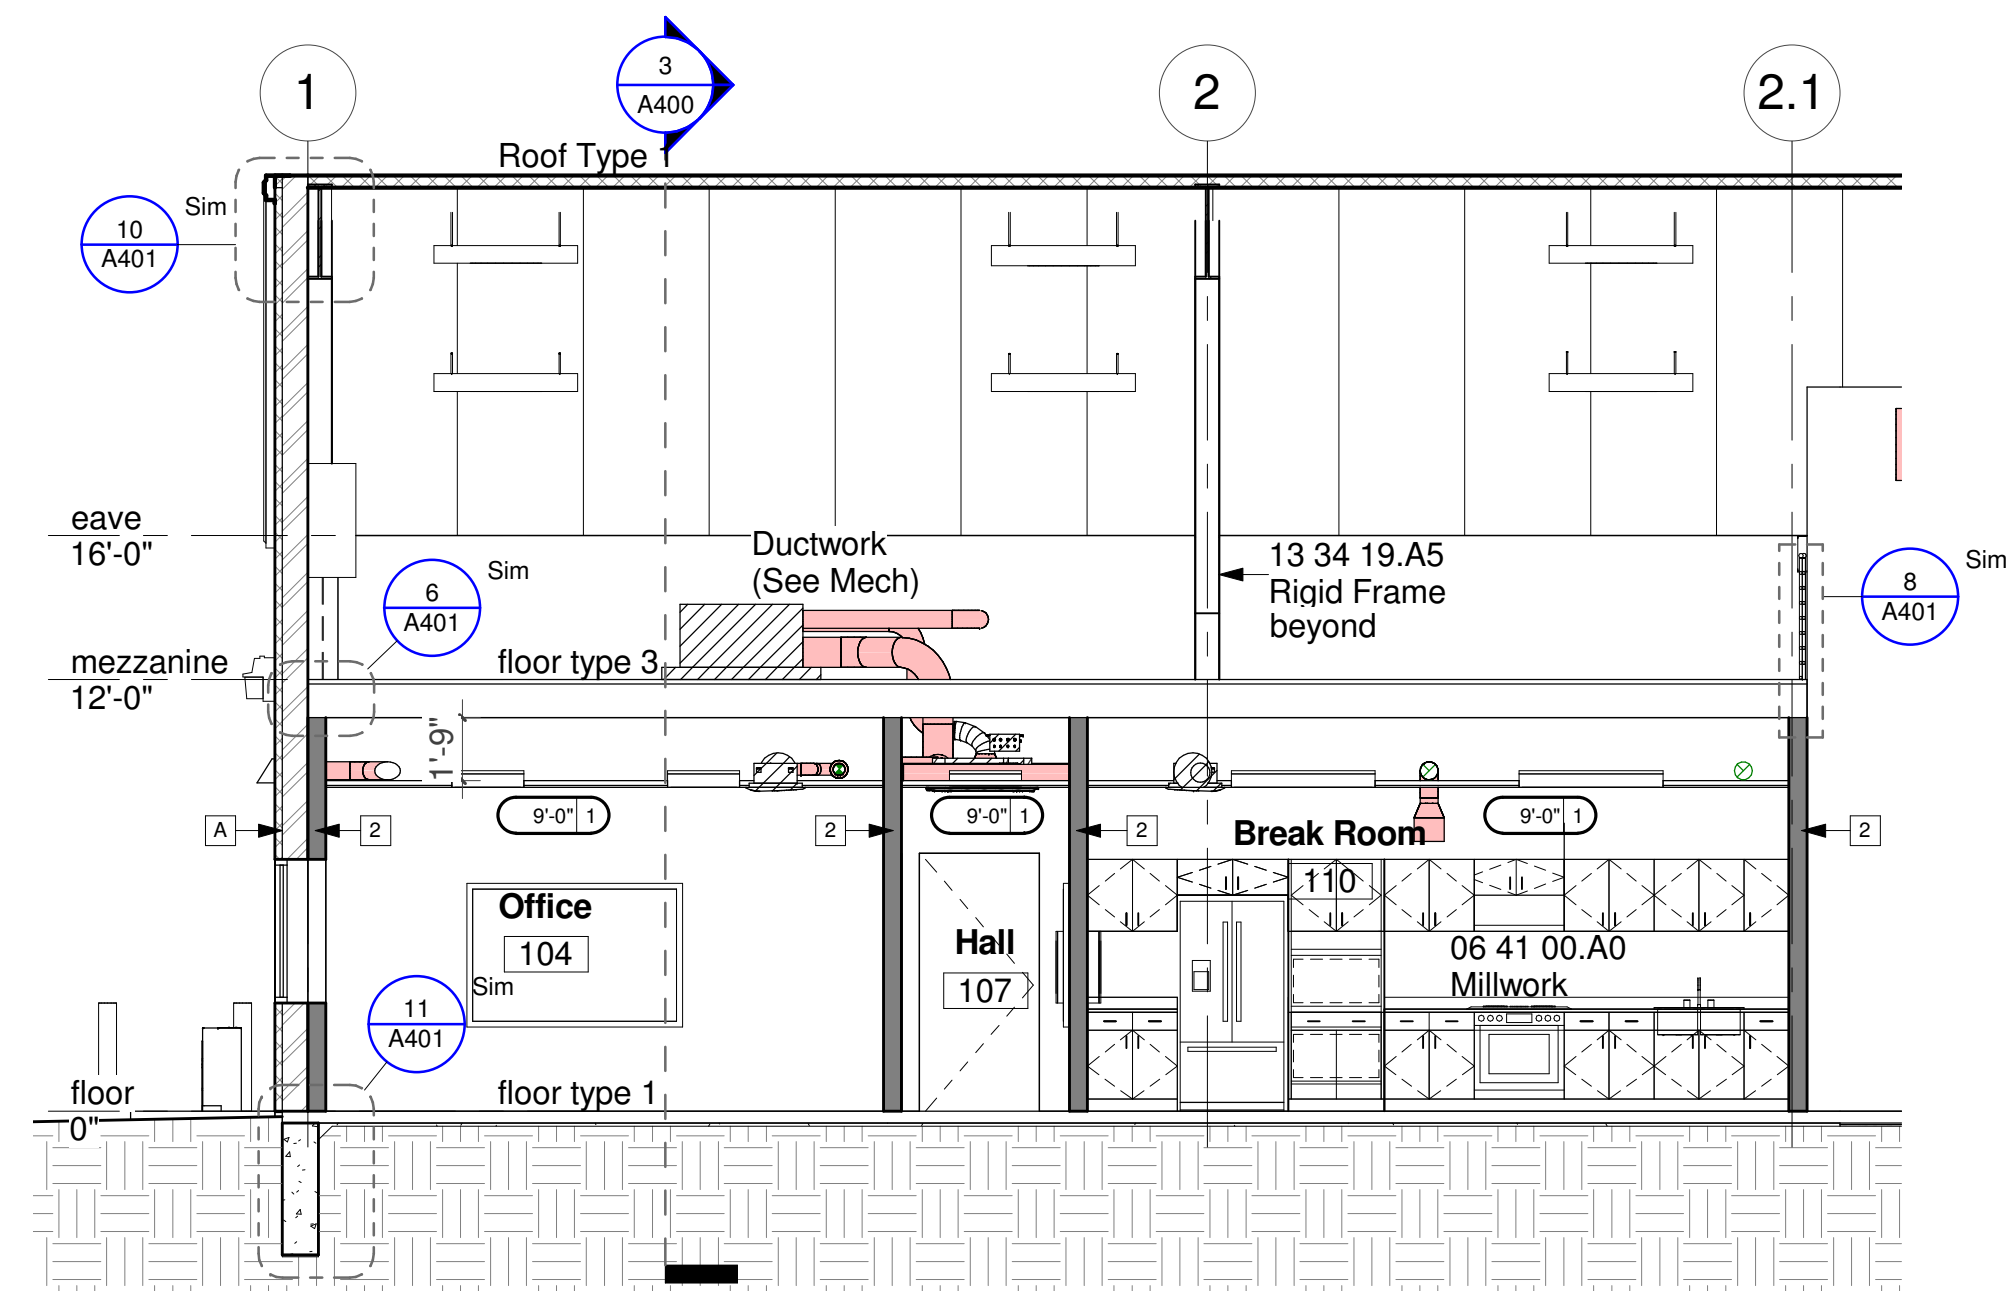 1
3
A400
2
2.1
Roof Type 1
10
A401
Sim
eave
16'-0"
Ductwork
(See Mech)
13 34 19.A5
Rigid Frame
beyond
6
A401
Sim
8
A401
Sim
mezzanine
12'-0"
floor type 3
1'-9"
9'-0" 1
9'-0" 1
9'-0" 1
A
2
2
2
2
Break Room
110
Office
104
Hall
107
06 41 00.A0
Millwork
11
A401
Sim
floor
0"
floor type 1